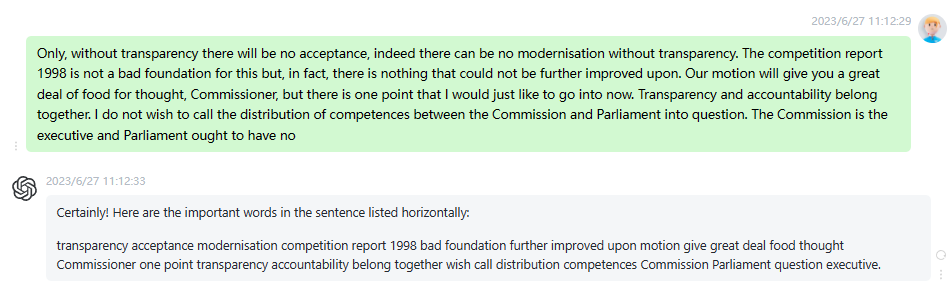 2023/6/27 11:12:29
Only, without transparency there will be no acceptance, indeed there can be no modernisation without transparency. The competition report
1998 is not a bad foundation for this but, in fact, there is nothing that could not be further improved upon. Our motion will give you a great
deal of food for thought, Commissioner, but there is one point that I would just like to go into now. Transparency and accountability belong
together. I do not wish to call the distribution of competences between the Commission and Parliament into question. The Commission is the
executive and Parliament ought to have no
2023/6/27 11:12:33
Certainly! Here are the important words in the sentence listed horizontally:
transparency acceptance modernisation competition report 1998 bad foundation further improved upon motion give great deal food thought
Commissioner one point transparency accountability belong together wish call distribution competences Commission Parliament question executive.